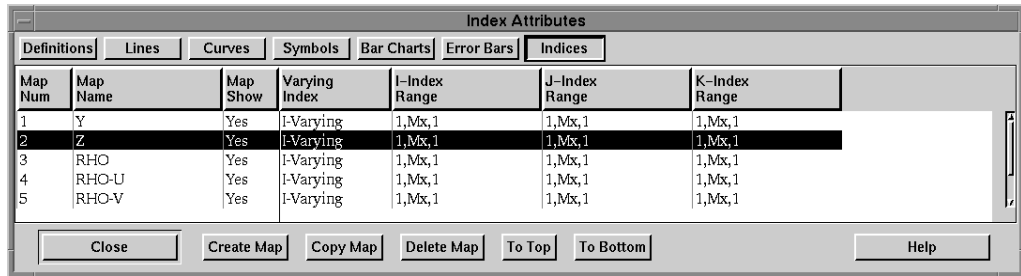 Index Attributes
Definitions Lines Curves Symbols Bar Charts Error Bars Indices
Map Num Map Name Map Show Varying Index I-Index Range J-Index Range K-Index Range
1 Y Yes I-Varying 1,Mx,1 1,Mx,1 1,Mx,1
2 Z Yes I-Varying 1,Mx,1 1,Mx,1 1,Mx,1
3 RHO Yes I-Varying 1,Mx,1 1,Mx,1 1,Mx,1
4 RHO-U Yes I-Varying 1,Mx,1 1,Mx,1 1,Mx,1
5 RHO-V Yes I-Varying 1,Mx,1 1,Mx,1 1,Mx,1
Close Create Map Copy Map Delete Map To Top To Bottom Help